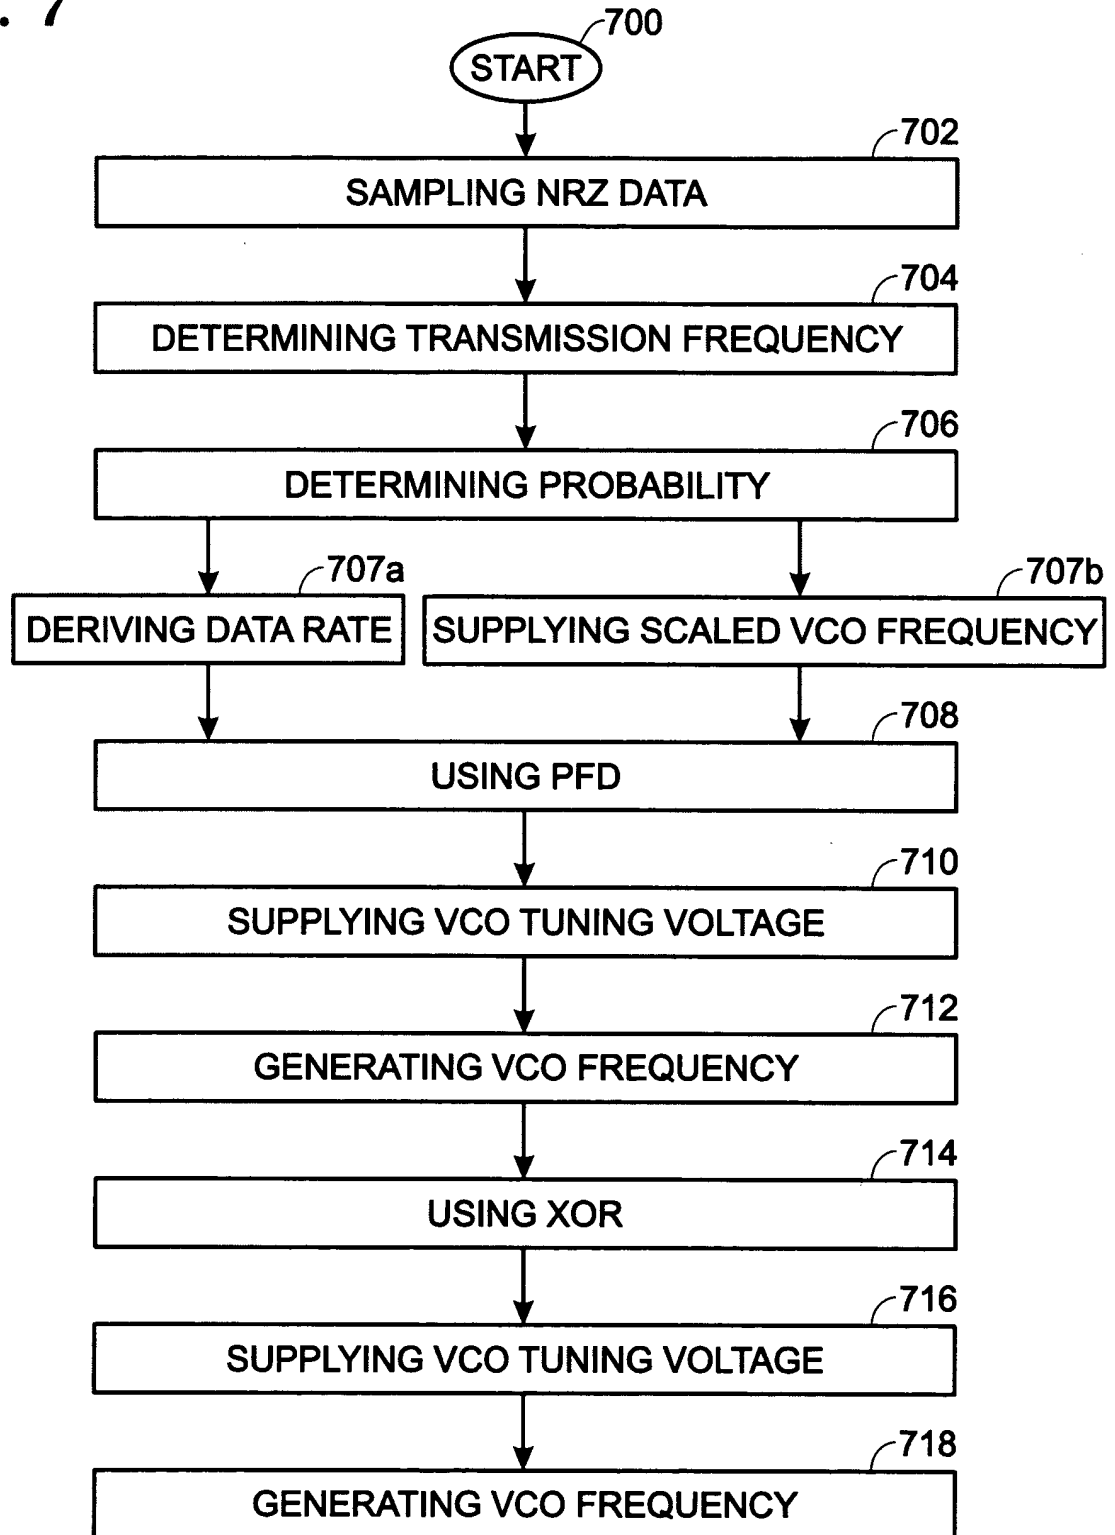 . 7
700
START
702
SAMPLING NRZ DATA
704
DETERMINING TRANSMISSION FREQUENCY
706
DETERMINING PROBABILITY
707a
707b
DERIVING DATA RATE
SUPPLYING SCALED VCO FREQUENCY
708
USING PFD
710
SUPPLYING VCO TUNING VOLTAGE
712
GENERATING VCO FREQUENCY
714
USING XOR
716
SUPPLYING VCO TUNING VOLTAGE
718
GENERATING VCO FREQUENCY